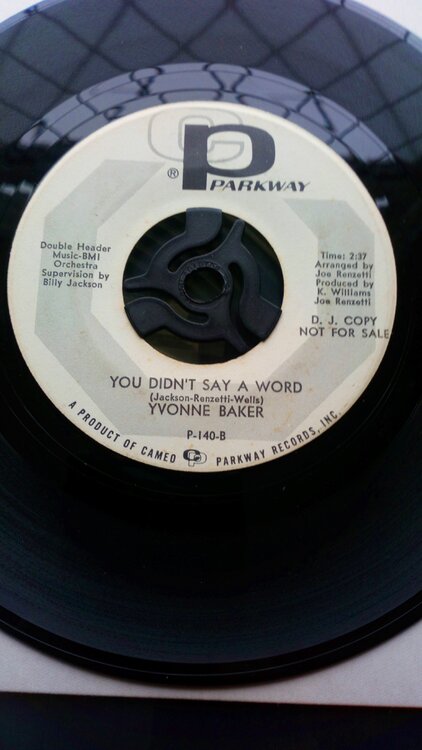 CP
® PARKWAY
Double Header
Music-BMI
Orchestra
Supervision by
Billy Jackson
Time: 2:37
Arranged by
Joe Renzetti
Produced by
K. Williams
Joe Renzetti
D. J. COPY
NOT FOR SALE
YOU DIDN'T SAY A WORD
(Jackson-Renzetti-Wells)
YVONNE BAKER
P-140-B
A PRODUCT OF CAMEO CP PARKWAY RECORDS, INC.